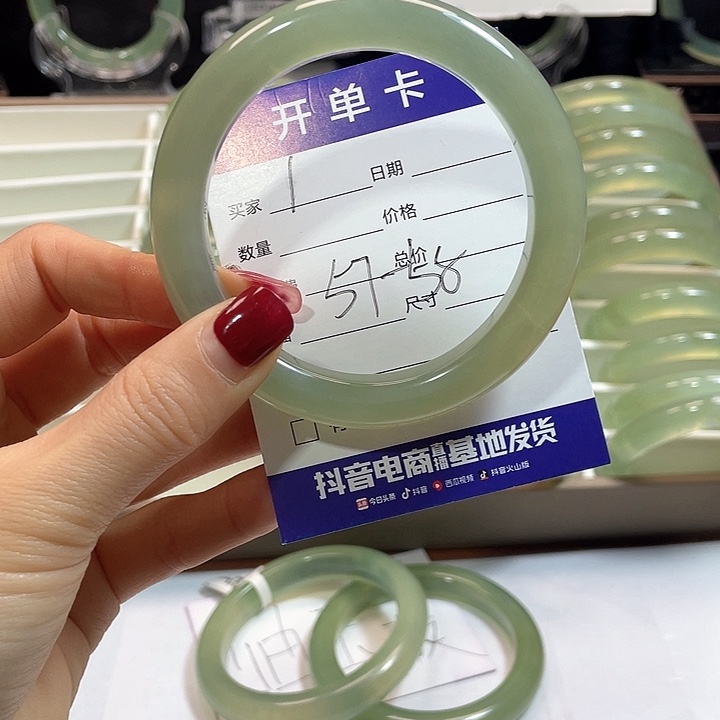 开单卡
买家 1 日期
数量 价格
总价
57-58
尺寸
抖音电商直播基地发货
今日头条 抖音 西瓜视频 抖音火山版